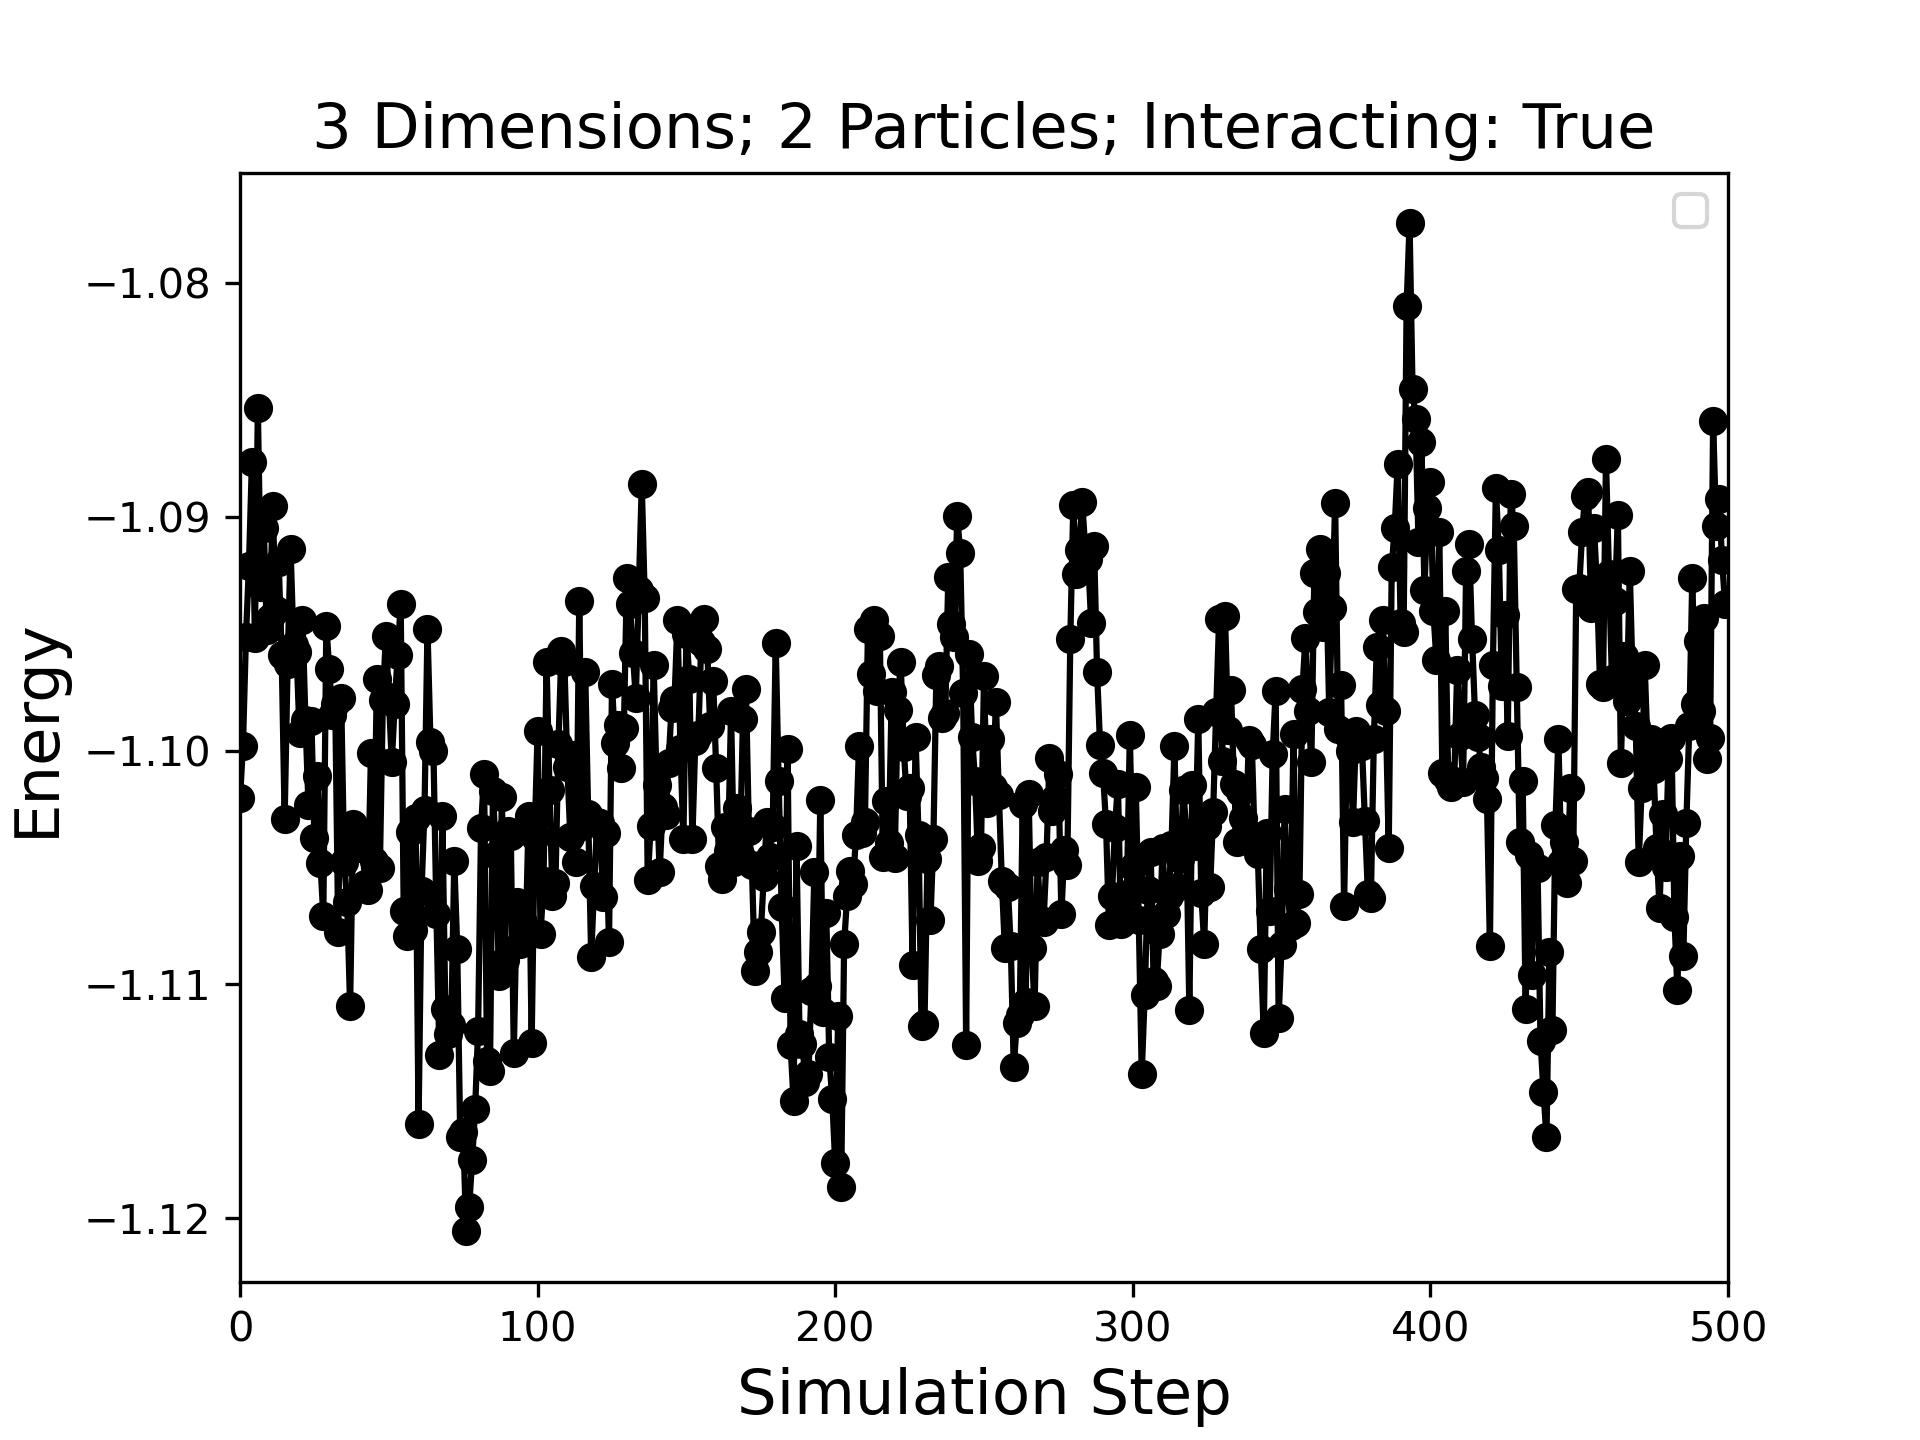 3 Dimensions; 2 Particles; Interacting: True
Energy
−1.08
−1.09
−1.10
−1.11
−1.12
0 100 200 300 400 500
Simulation Step